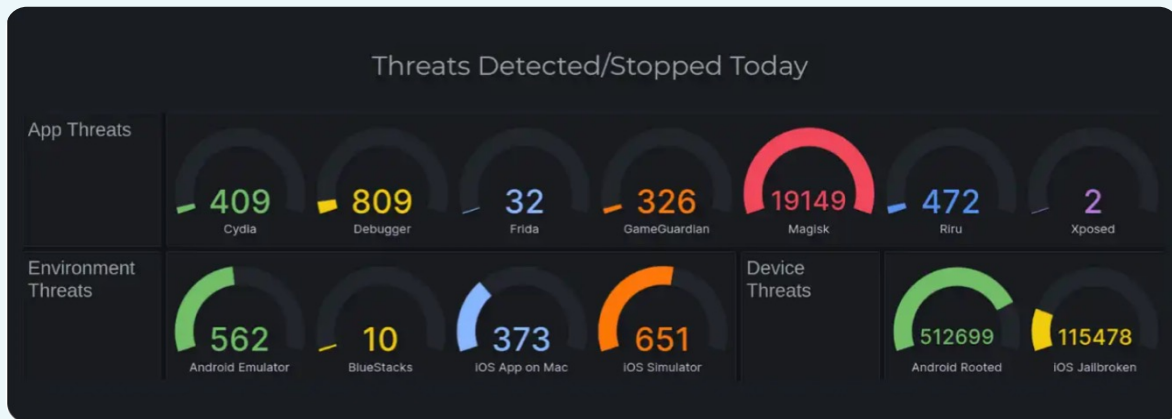 Threats Detected/Stopped Today
App Threats
409
Cydia
809
Debugger
32
Frida
326
GameGuardian
19149
Magisk
472
Riru
2
Xposed
Environment
Threats
562
Android Emulator
10
BlueStacks
373
iOS App on Mac
651
iOS Simulator
Device
Threats
512699
Android Rooted
115478
iOS Jailbroken